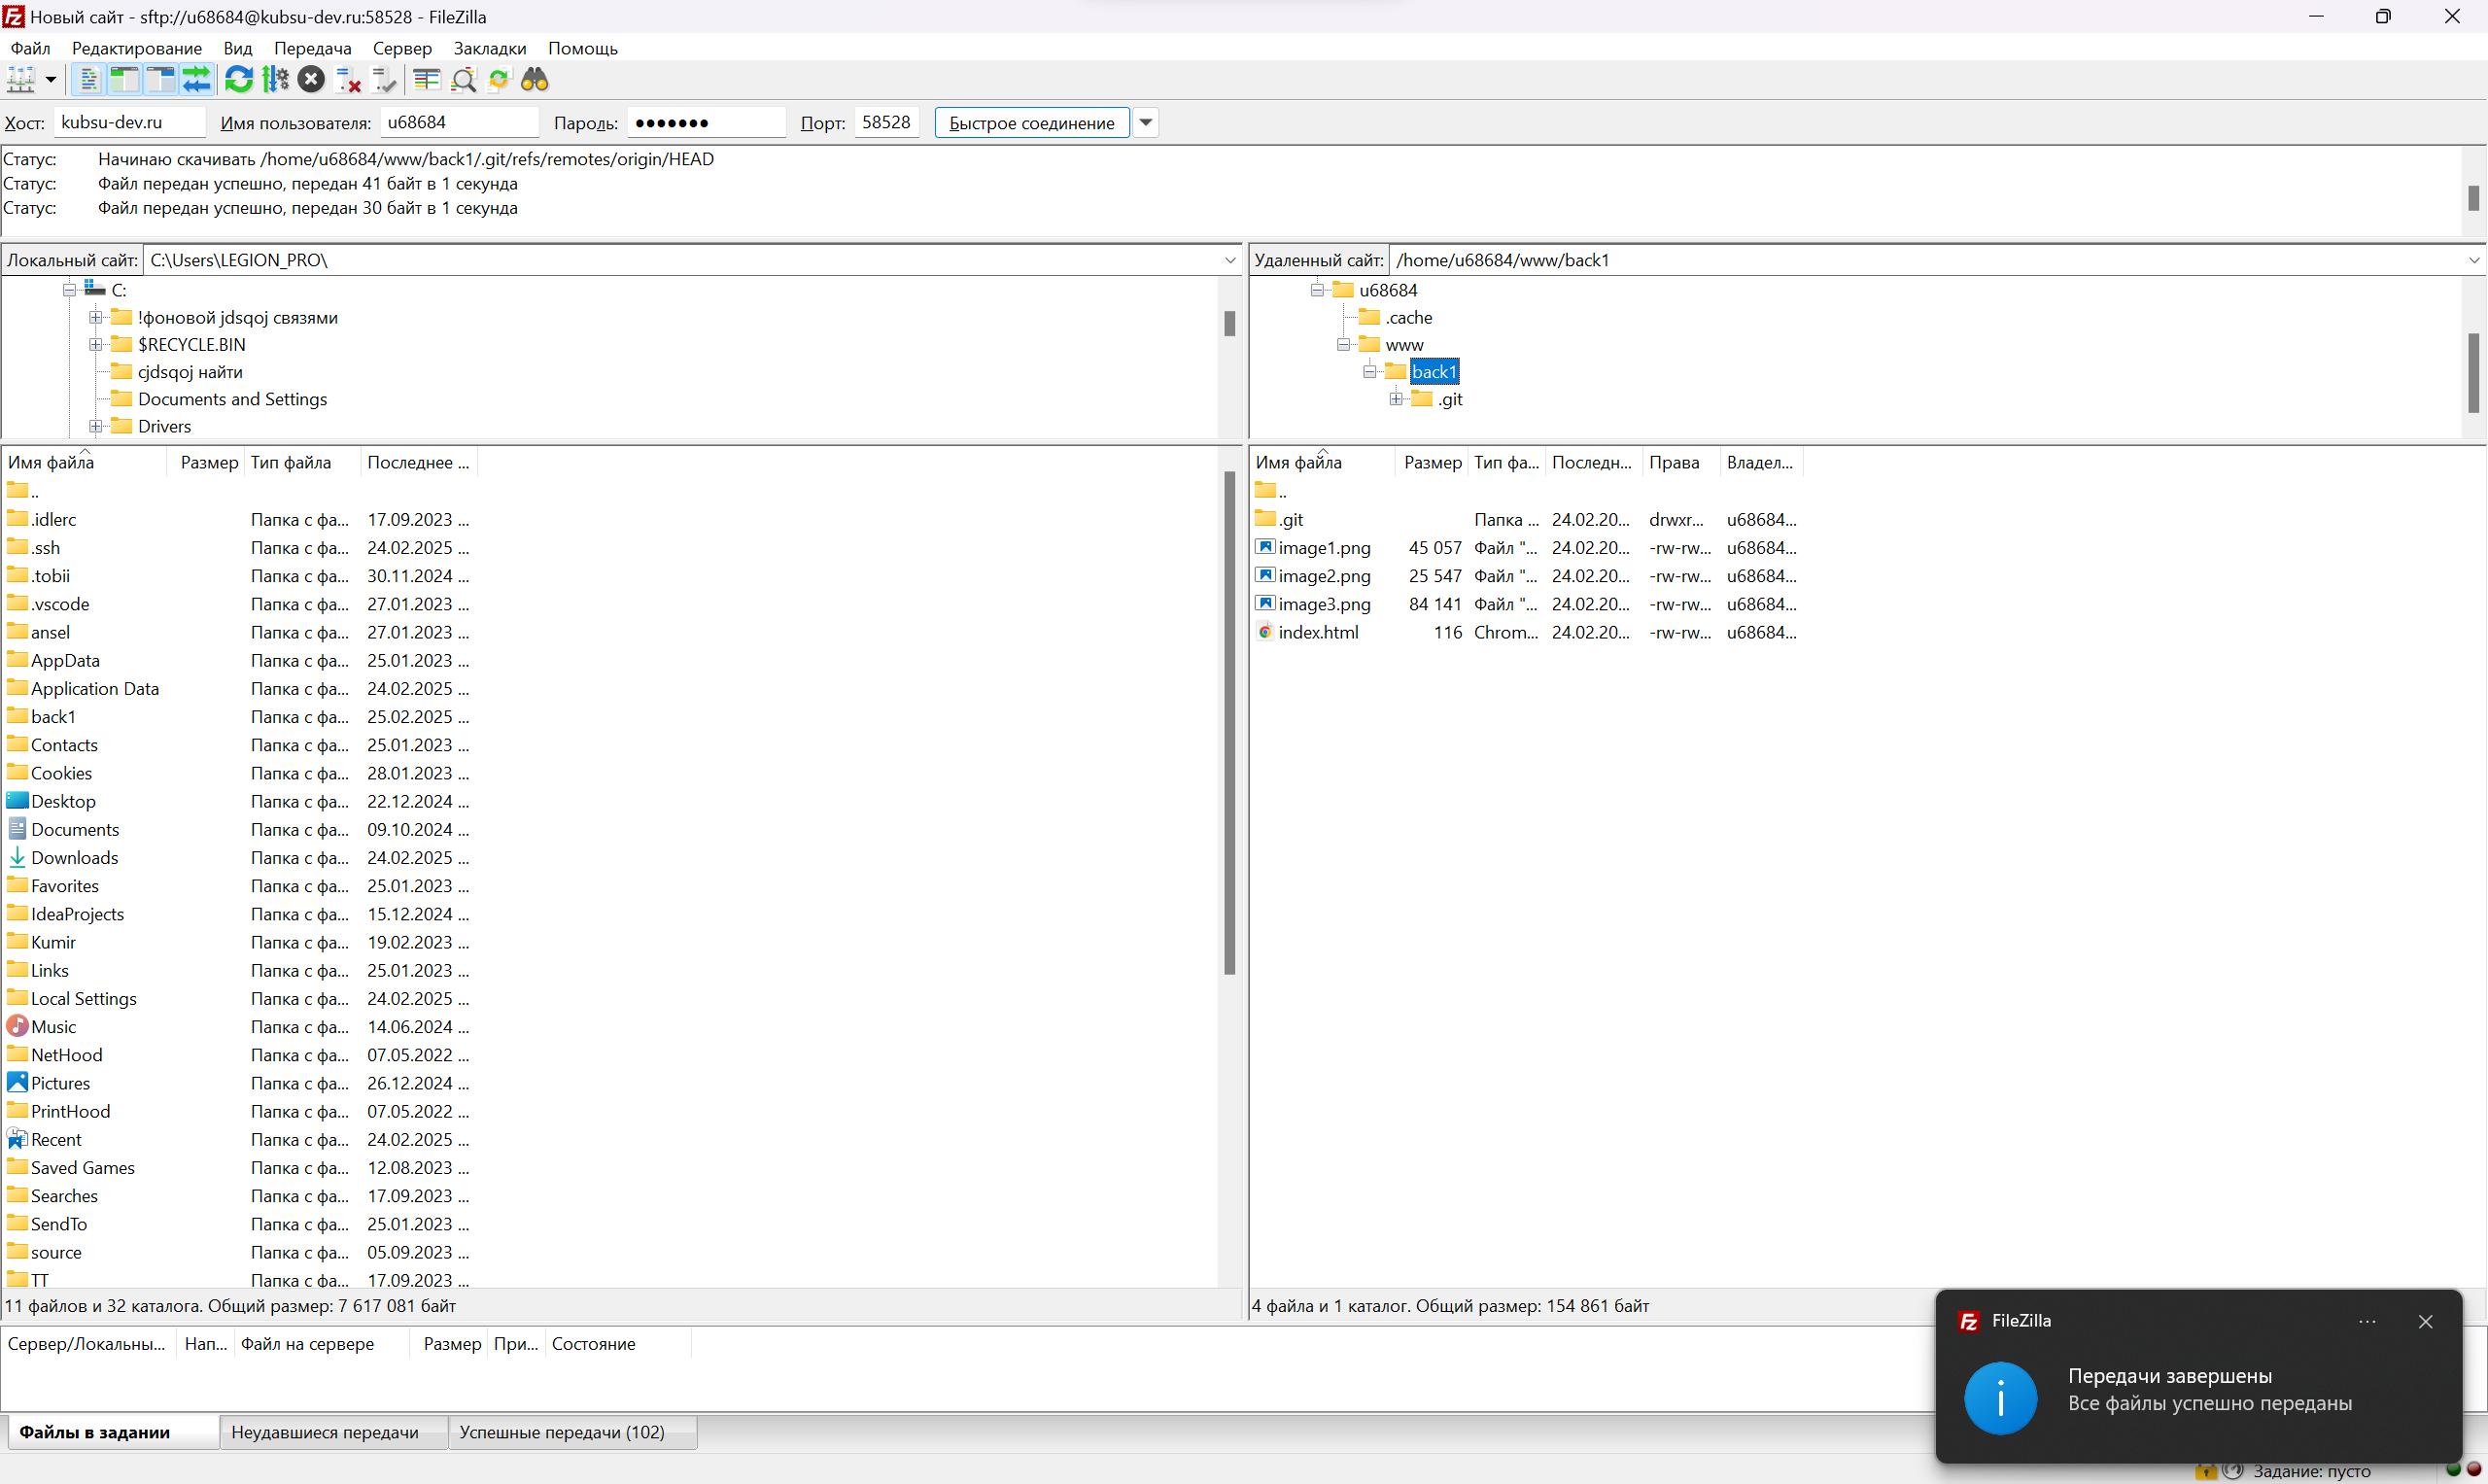 Новый сайт - sftp://u68684@kubsu-dev.ru:58528 - FileZilla
Файл Редактирование Вид Передача Сервер Закладки Помощь
Хост: kubsu-dev.ru Имя пользователя: u68684 Пароль: ●●●●●●● Порт: 58528 Быстрое соединение
Статус: Начинаю скачивать /home/u68684/www/back1/.git/refs/remotes/origin/HEAD
Статус: Файл передан успешно, передан 41 байт в 1 секунда
Статус: Файл передан успешно, передан 30 байт в 1 секунда
Локальный сайт: C:\Users\LEGION_PRO\
C:
!фоновой jdsqoj связями
$RECYCLE.BIN
cjdsqoj найти
Documents and Settings
Drivers
Удаленный сайт: /home/u68684/www/back1
u68684
.cache
www
back1
.git
Имя файла Размер Тип файла Последнее ...
..
.idlerc Папка с фа... 17.09.2023 ...
.ssh Папка с фа... 24.02.2025 ...
.tobii Папка с фа... 30.11.2024 ...
.vscode Папка с фа... 27.01.2023 ...
ansel Папка с фа... 27.01.2023 ...
AppData Папка с фа... 25.01.2023 ...
Application Data Папка с фа... 24.02.2025 ...
back1 Папка с фа... 25.02.2025 ...
Contacts Папка с фа... 25.01.2023 ...
Cookies Папка с фа... 28.01.2023 ...
Desktop Папка с фа... 22.12.2024 ...
Documents Папка с фа... 09.10.2024 ...
Downloads Папка с фа... 24.02.2025 ...
Favorites Папка с фа... 25.01.2023 ...
IdeaProjects Папка с фа... 15.12.2024 ...
Kumir Папка с фа... 19.02.2023 ...
Links Папка с фа... 25.01.2023 ...
Local Settings Папка с фа... 24.02.2025 ...
Music Папка с фа... 14.06.2024 ...
NetHood Папка с фа... 07.05.2022 ...
Pictures Папка с фа... 26.12.2024 ...
PrintHood Папка с фа... 07.05.2022 ...
Recent Папка с фа... 24.02.2025 ...
Saved Games Папка с фа... 12.08.2023 ...
Searches Папка с фа... 17.09.2023 ...
SendTo Папка с фа... 25.01.2023 ...
source Папка с фа... 05.09.2023 ...
TT Папка с фа... 17.09.2023 ...
11 файлов и 32 каталога. Общий размер: 7 617 081 байт
Имя файла Размер Тип фа... Последн... Права Владел...
..
.git Папка ... 24.02.20... drwxr... u68684...
image1.png 45 057 Файл "... 24.02.20... -rw-rw... u68684...
image2.png 25 547 Файл "... 24.02.20... -rw-rw... u68684...
image3.png 84 141 Файл "... 24.02.20... -rw-rw... u68684...
index.html 116 Chrom... 24.02.20... -rw-rw... u68684...
4 файла и 1 каталог. Общий размер: 154 861 байт
Сервер/Локальны... Нап... Файл на сервере Размер При... Состояние
Файлы в задании Неудавшиеся передачи Успешные передачи (102)
FileZilla
Передачи завершены
Все файлы успешно переданы
Задание: пусто